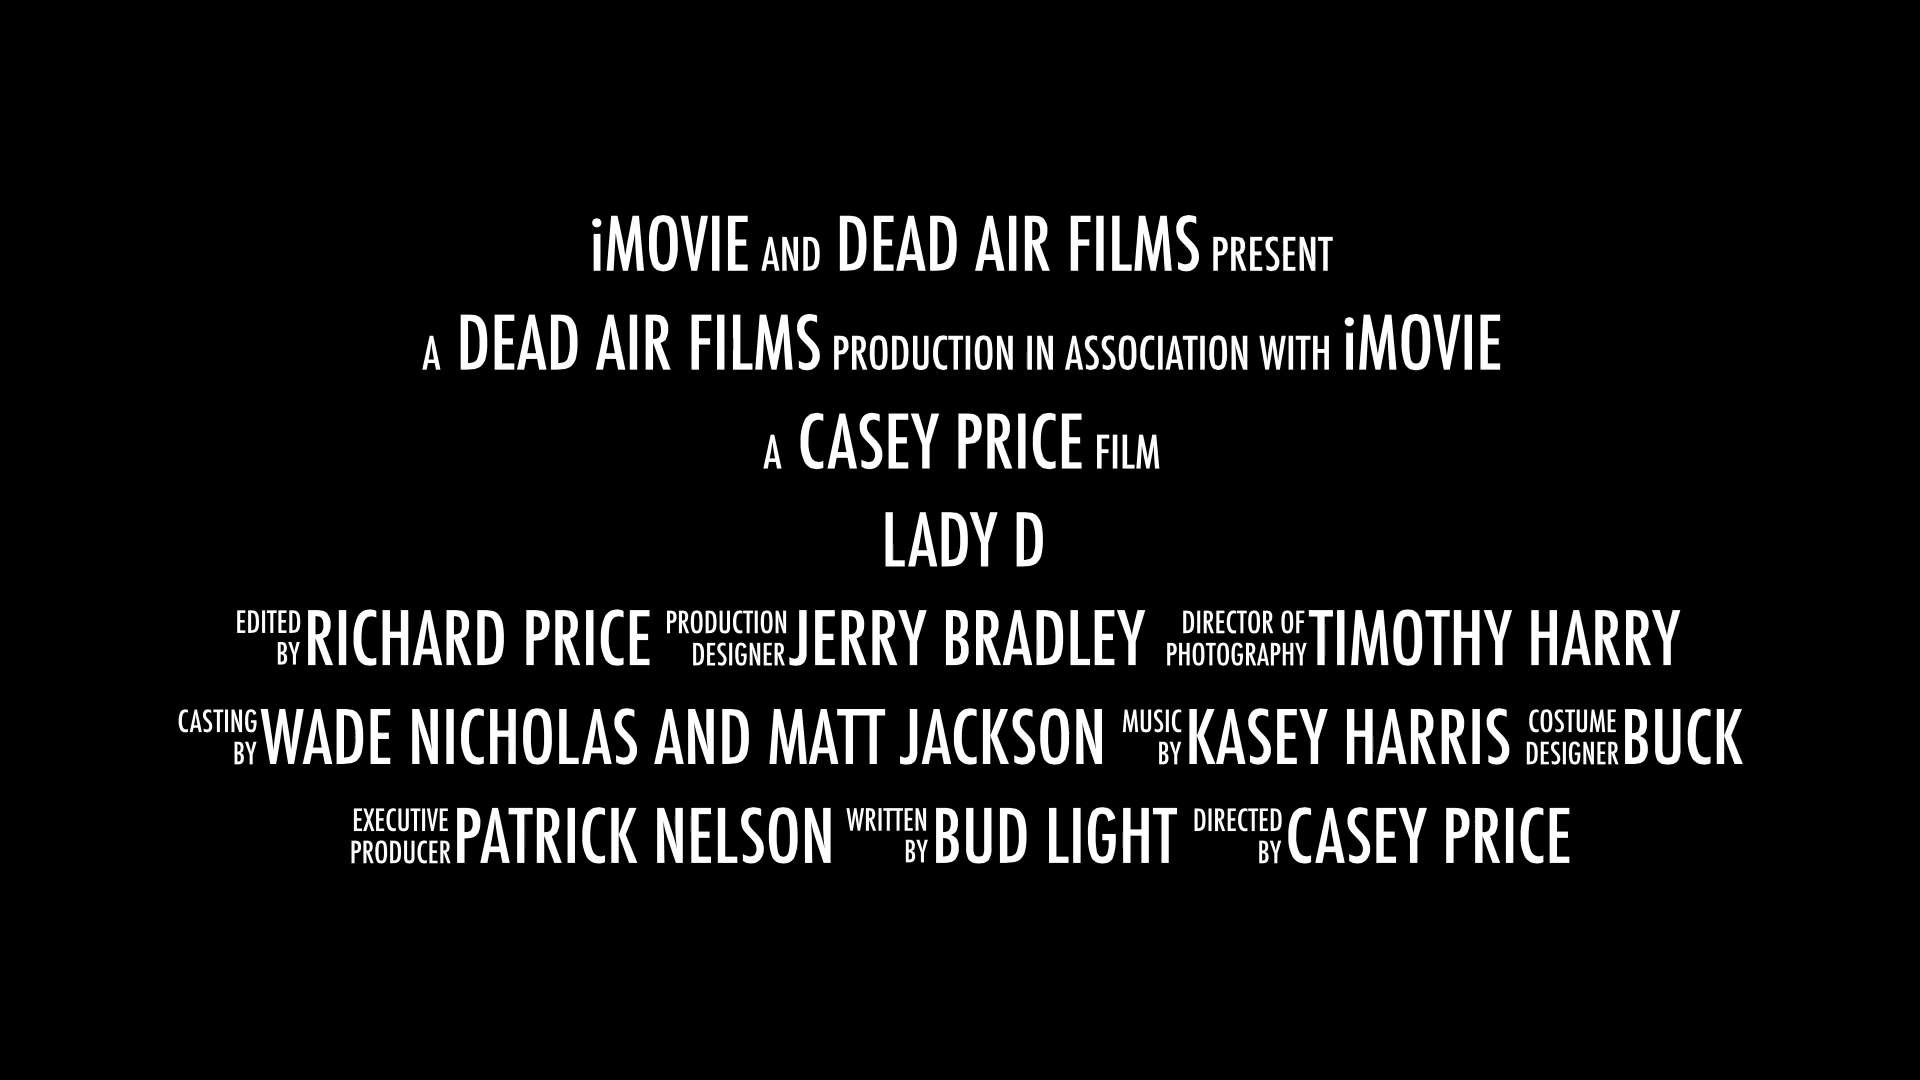 iMOVIE AND DEAD AIR FILMS PRESENT
A DEAD AIR FILMS PRODUCTION IN ASSOCIATION WITH iMOVIE
A CASEY PRICE FILM
LADY D
EDITED BY RICHARD PRICE PRODUCTION DESIGNER JERRY BRADLEY DIRECTOR OF PHOTOGRAPHY TIMOTHY HARRY
CASTING BY WADE NICHOLAS AND MATT JACKSON MUSIC BY KASEY HARRIS COSTUME DESIGNER BUCK
EXECUTIVE PRODUCER PATRICK NELSON WRITTEN BY BUD LIGHT DIRECTED BY CASEY PRICE